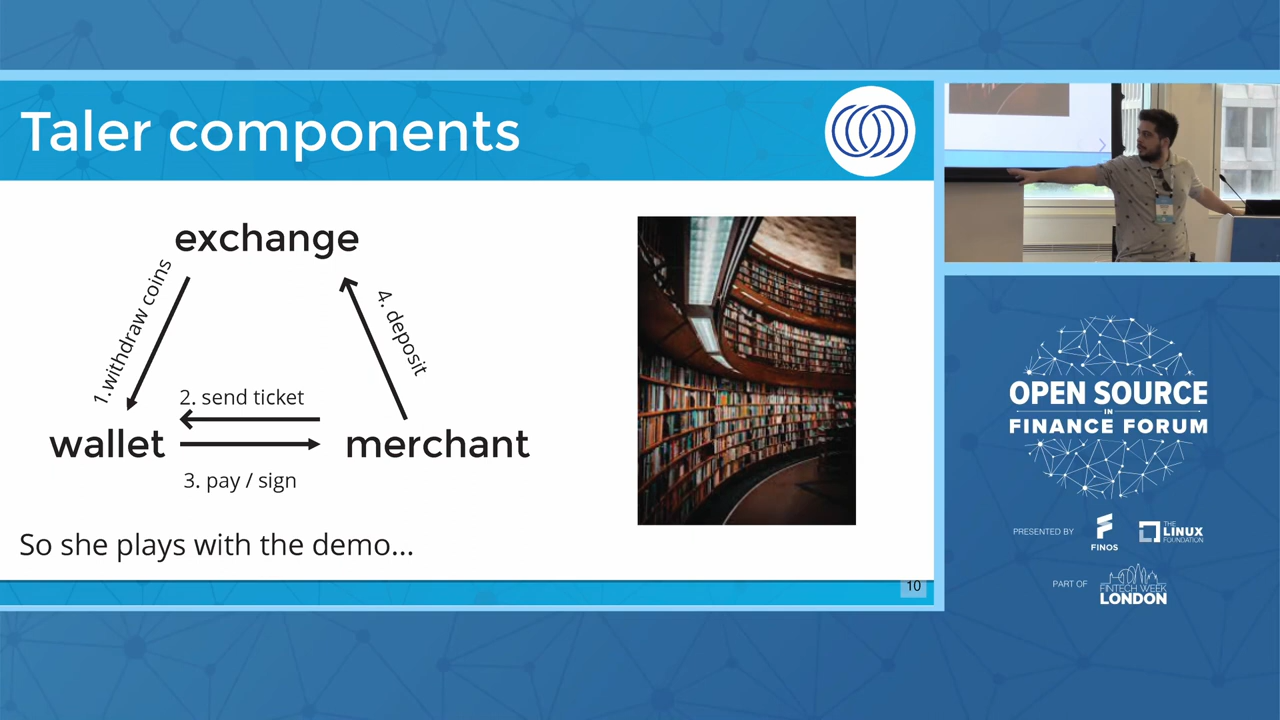 Taler components
exchange
1.withdraw coins
4. deposit
2. send ticket
wallet
merchant
3. pay / sign
So she plays with the demo...
10
OPEN SOURCE
IN
FINANCE FORUM
PRESENTED BY
FINOS
THE
LINUX
FOUNDATION
PART OF
FINTECH WEEK
LONDON